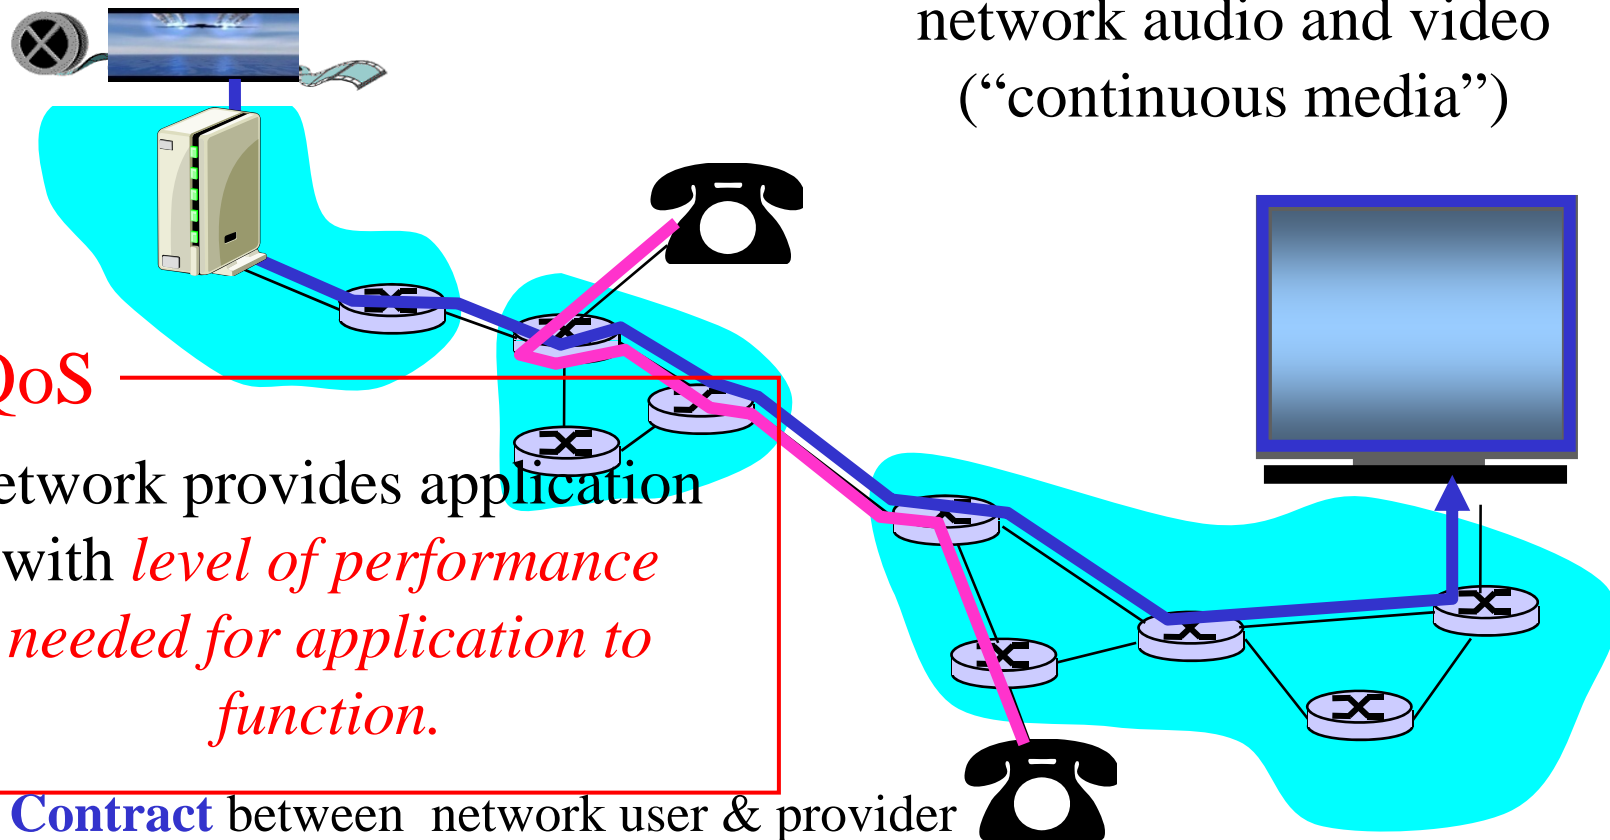 network audio and video
(“continuous media”)
QoS
etwork provides application
with level of performance
needed for application to
function.
Contract between network user & provider